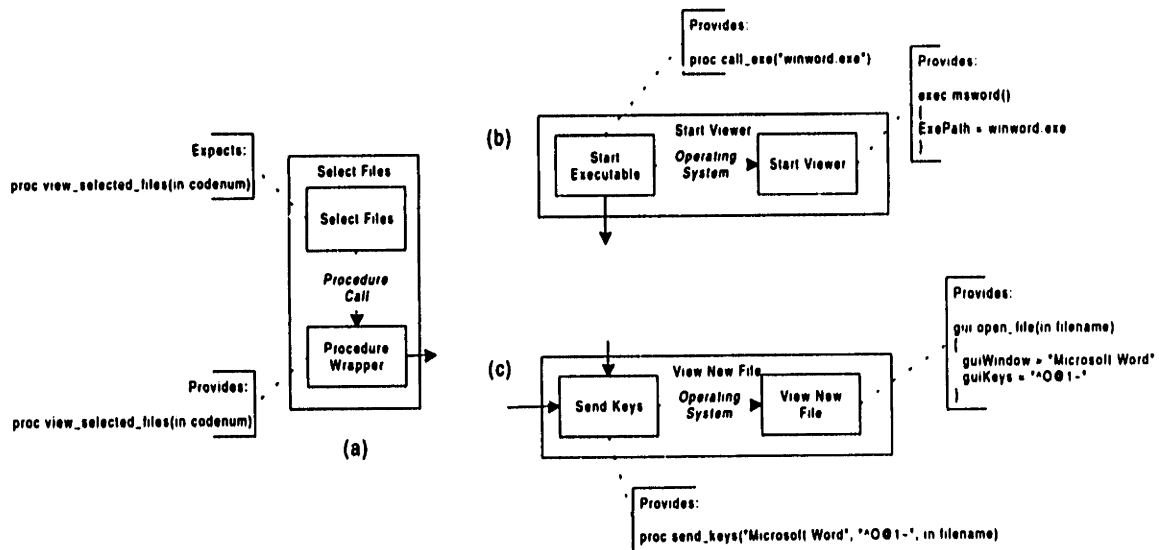 Expects:
proc view_selected_files(in codenum)
Select Files
Select Files
Procedure
Call
Procedure
Wrapper
Provides:
proc view_selected_files(in codenum)
(a)
Provides:
proc call_exe("winword.exe")
Provides:
exec msword()
{
ExePath = winword.exe
}
(b)
Start Viewer
Start
Executable
Operating
System
Start Viewer
Provides:
gui open_file(in filename)
{
guiWindow = "Microsoft Word"
guiKeys = "^O@1~"
}
(c)
View New File
Send Keys
Operating
System
View New
File
Provides:
proc send_keys("Microsoft Word", "^O@1~", in filename)